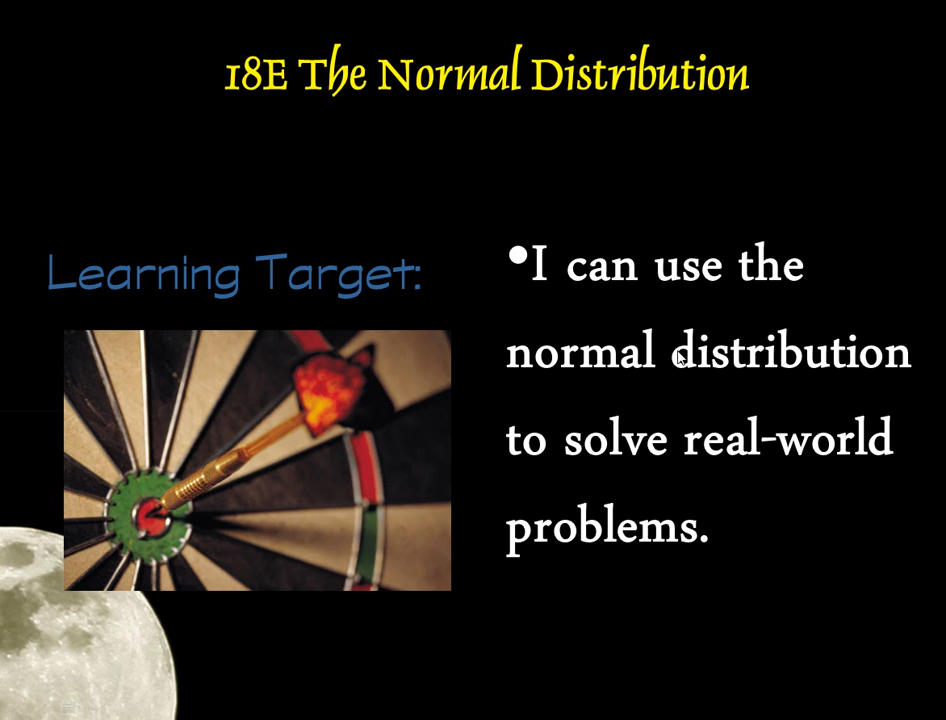 18E The Normal Distribution
Learning Target:
•I can use the
normal distribution
to solve real-world
problems.